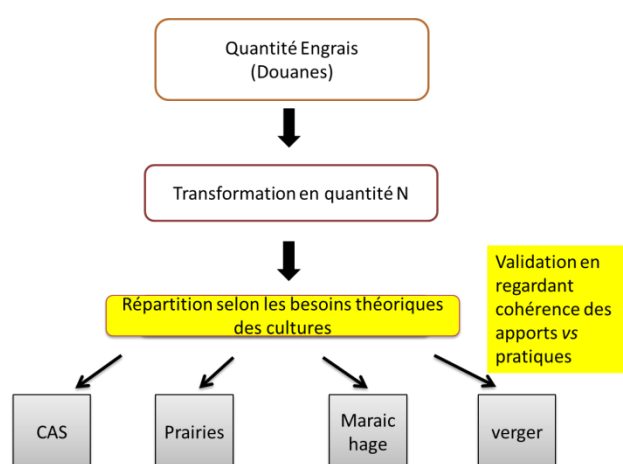 Quantité Engrais
(Douanes)
Transformation en quantité N
Répartition selon les besoins théoriques
des cultures
Validation en
regardant
cohérence des
apports vs
pratiques
CAS
Prairies
Maraic
hage
verger